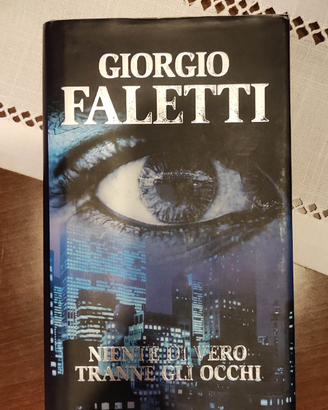 GIORGIO
FALETTI
NIENTE DI VERO
TRANNE GLI OCCHI